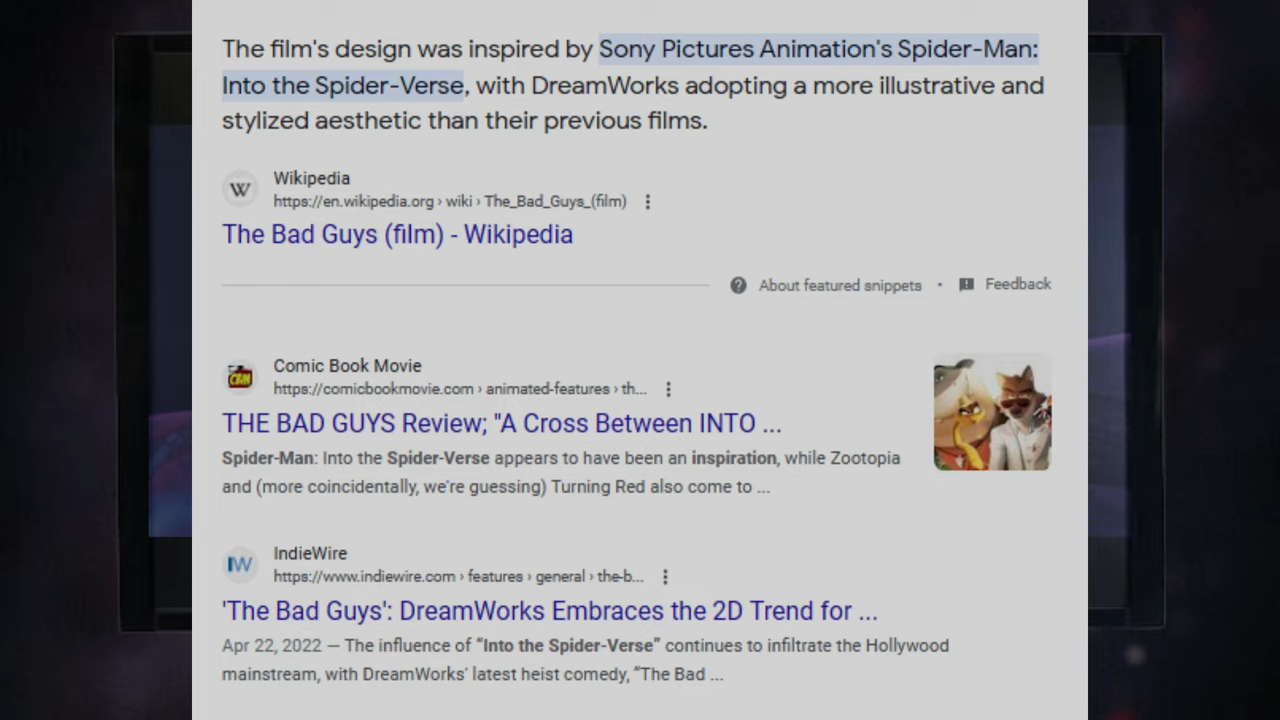 The film's design was inspired by Sony Pictures Animation's Spider-Man:
Into the Spider-Verse, with DreamWorks adopting a more illustrative and
stylized aesthetic than their previous films.
W
Wikipedia
https://en.wikipedia.org › wiki › The_Bad_Guys_(film)
The Bad Guys (film) - Wikipedia
About featured snippets • Feedback
CBM
Comic Book Movie
https://comicbookmovie.com › animated-features › th...
THE BAD GUYS Review; "A Cross Between INTO ...
Spider-Man: Into the Spider-Verse appears to have been an inspiration, while Zootopia
and (more coincidentally, we're guessing) Turning Red also come to ...
IW
IndieWire
https://www.indiewire.com › features › general › the-b...
'The Bad Guys': DreamWorks Embraces the 2D Trend for ...
Apr 22, 2022 — The influence of “Into the Spider-Verse” continues to infiltrate the Hollywood
mainstream, with DreamWorks' latest heist comedy, “The Bad ...